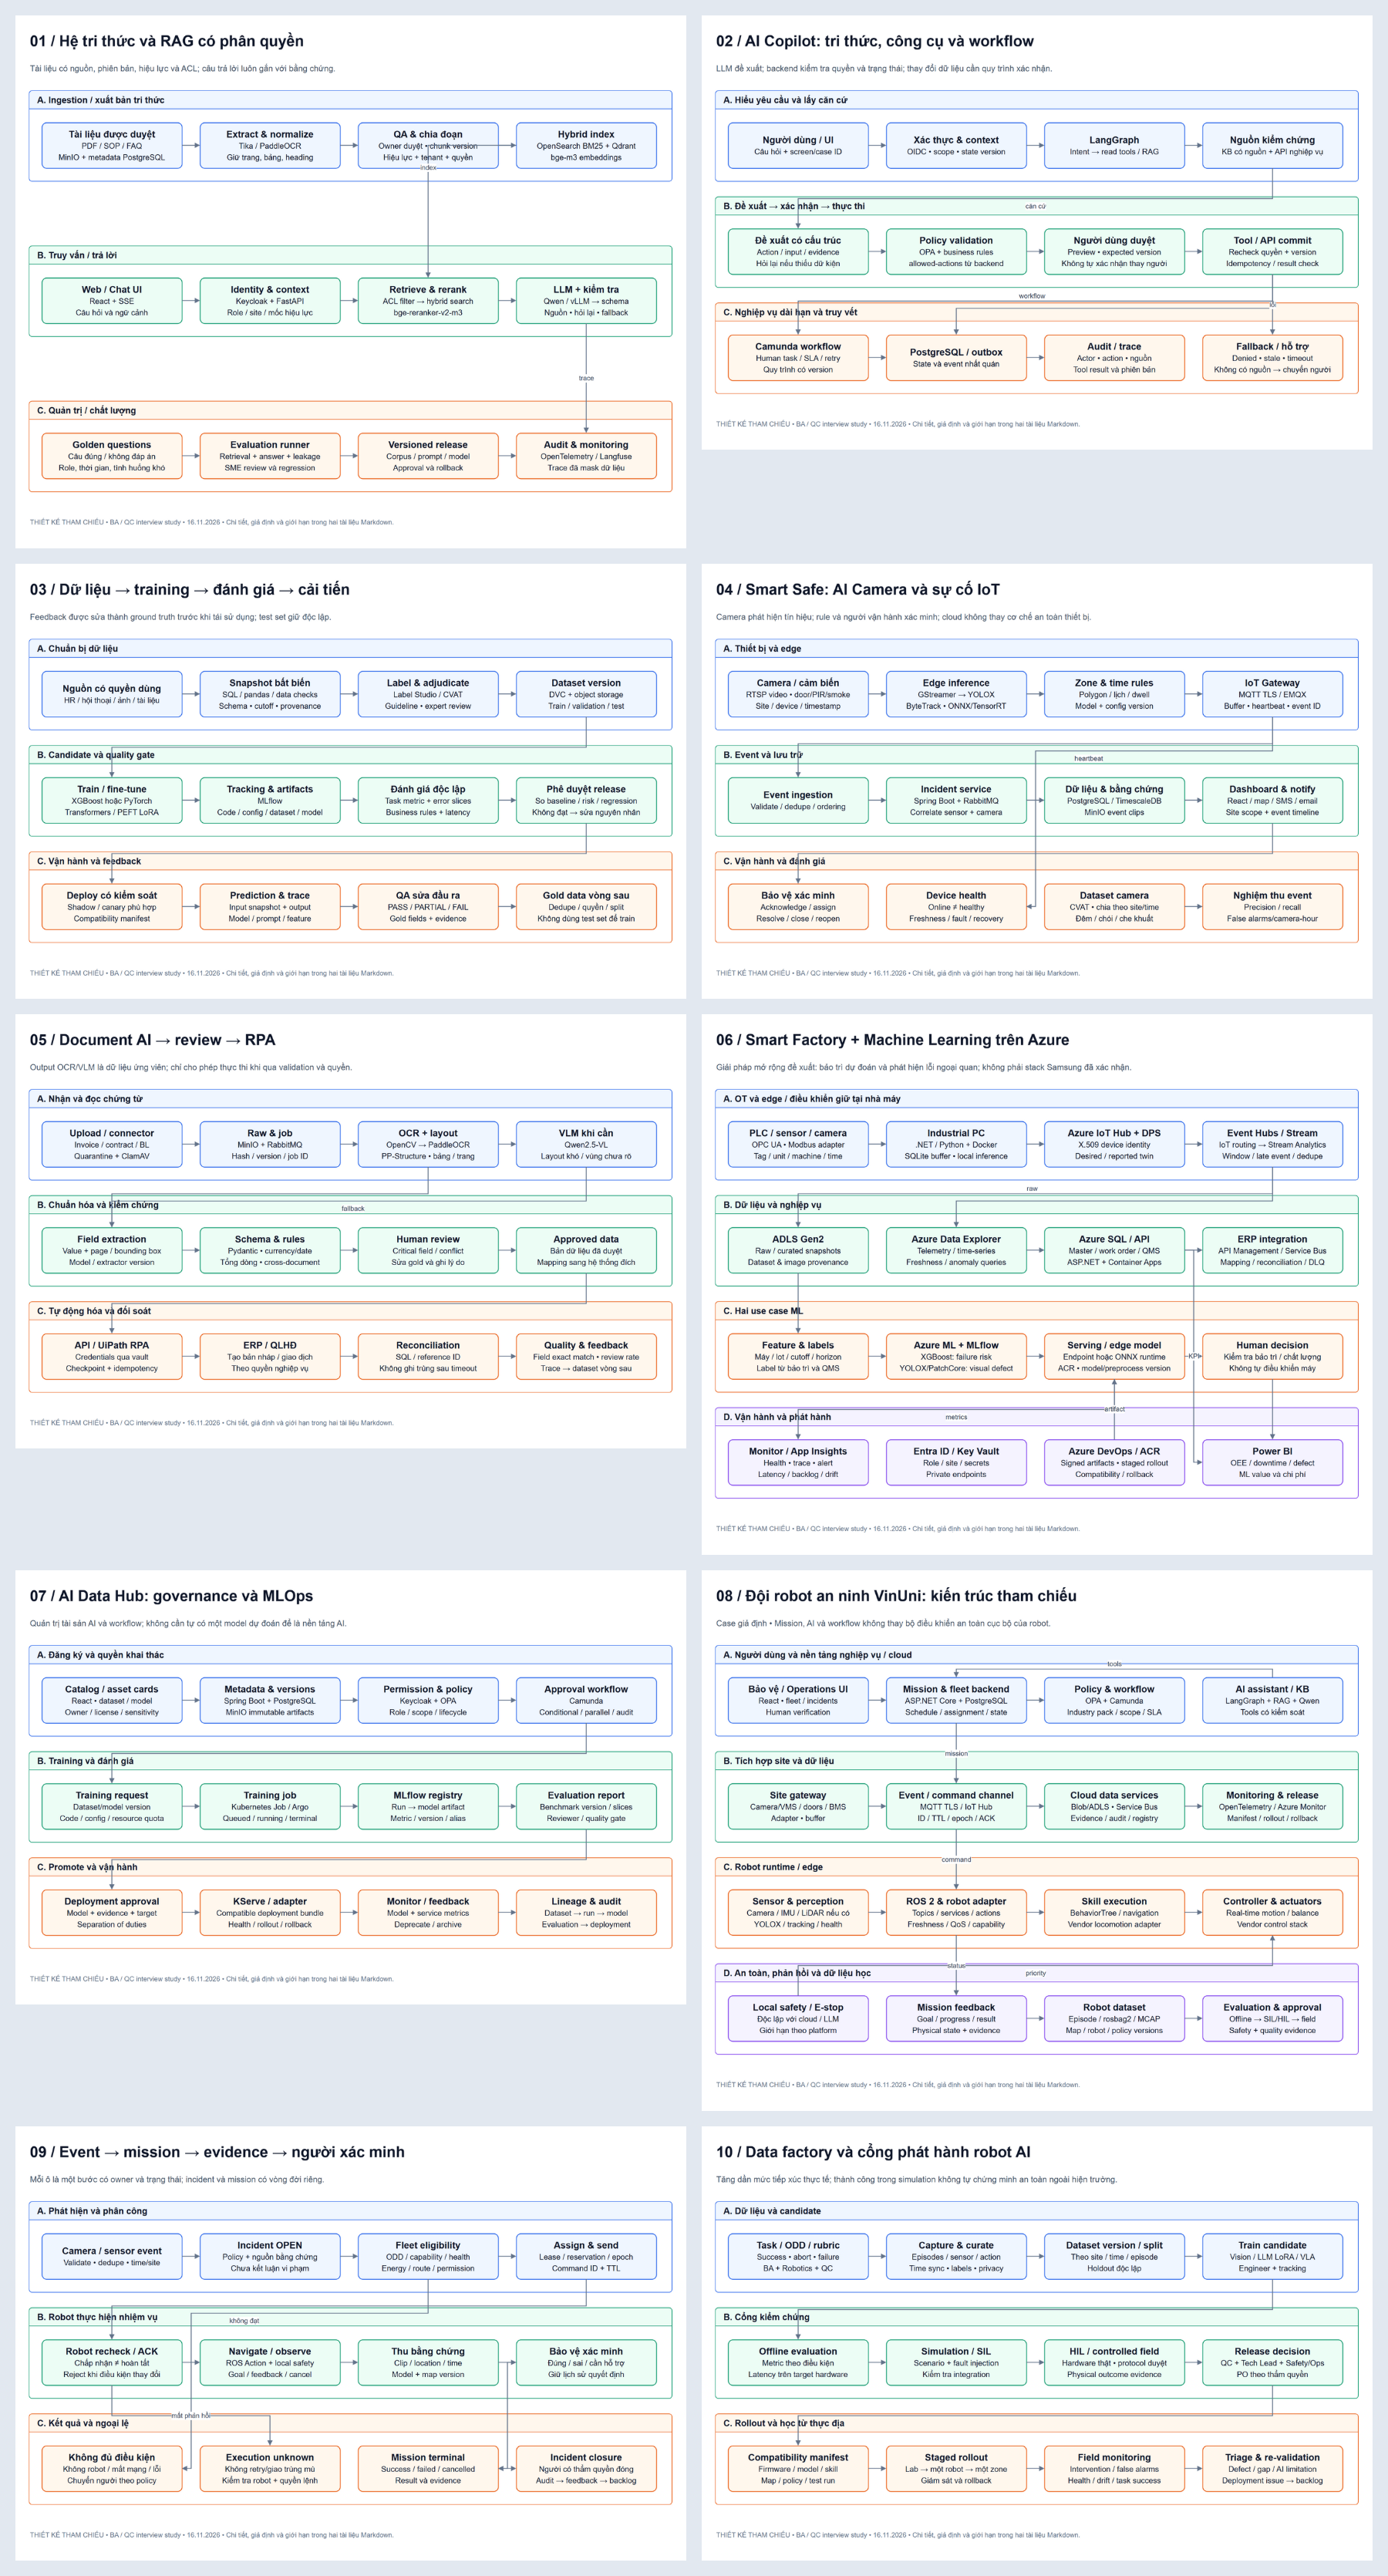 01 / Hệ tri thức và RAG có phân quyền
Tài liệu có nguồn, phiên bản, hiệu lực và ACL; câu trả lời luôn gắn với bằng chứng.
A. Ingestion / xuất bản tri thức
Tài liệu được duyệt
PDF / SOP / FAQ
MinIO + metadata PostgreSQL
Extract & normalize
Tika / PaddleOCR
Giữ trang, bảng, heading
QA & chia đoạn
Owner duyệt • chunk version
Hiệu lực + tenant + quyền
Hybrid index
OpenSearch BM25 + Qdrant
bge-m3 embeddings
index
B. Truy vấn / trả lời
Web / Chat UI
React + SSE
Câu hỏi và ngữ cảnh
Identity & context
Keycloak + FastAPI
Role / site / mốc hiệu lực
Retrieve & rerank
ACL filter → hybrid search
bge-reranker-v2-m3
LLM + kiểm tra
Qwen / vLLM → schema
Nguồn • hỏi lại • fallback
trace
C. Quản trị / chất lượng
Golden questions
Câu đúng / không đáp án
Role, thời gian, tình huống khó
Evaluation runner
Retrieval + answer + leakage
SME review và regression
Versioned release
Corpus / prompt / model
Approval và rollback
Audit & monitoring
OpenTelemetry / Langfuse
Trace đã mask dữ liệu
THIẾT KẾ THAM CHIẾU • BA / QC interview study • 16.11.2026 • Chi tiết, giả định và giới hạn trong hai tài liệu Markdown.
02 / AI Copilot: tri thức, công cụ và workflow
LLM đề xuất; backend kiểm tra quyền và trạng thái; thay đổi dữ liệu cần quy trình xác nhận.
A. Hiểu yêu cầu và lấy căn cứ
Người dùng / UI
Câu hỏi + screen/case ID
Xác thực & context
OIDC • scope • state version
LangGraph
Intent → read tools / RAG
Nguồn kiểm chứng
KB có nguồn + API nghiệp vụ
B. Đề xuất → xác nhận → thực thi
căn cứ
Đề xuất có cấu trúc
Action / input / evidence
Hỏi lại nếu thiếu dữ kiện
Policy validation
OPA + business rules
allowed-actions từ backend
Người dùng duyệt
Preview • expected version
Không tự xác nhận thay người
Tool / API commit
Recheck quyền + version
Idempotency / result check
workflow
C. Nghiệp vụ dài hạn và truy vết
Camunda workflow
Human task / SLA / retry
Quy trình có version
PostgreSQL / outbox
State và event nhất quán
Audit / trace
Actor • action • nguồn
Tool result và phiên bản
Fallback / hỗ trợ
Denied • stale • timeout
Không có nguồn → chuyển người
THIẾT KẾ THAM CHIẾU • BA / QC interview study • 16.11.2026 • Chi tiết, giả định và giới hạn trong hai tài liệu Markdown.
03 / Dữ liệu → training → đánh giá → cải tiến
Feedback được sửa thành ground truth trước khi tái sử dụng; test set giữ độc lập.
A. Chuẩn bị dữ liệu
Nguồn có quyền dùng
HR / hội thoại / ảnh / tài liệu
Snapshot bất biến
SQL / pandas / data checks
Schema • cutoff • provenance
Label & adjudicate
Label Studio / CVAT
Guideline • expert review
Dataset version
DVC + object storage
Train / validation / test
B. Candidate và quality gate
Train / fine-tune
XGBoost hoặc PyTorch
Transformers / PEFT LoRA
Tracking & artifacts
MLflow
Code / config / dataset / model
Đánh giá độc lập
Task metric + error slices
Business rules + latency
Phê duyệt release
So baseline / risk / regression
Không đạt → sửa nguyên nhân
C. Vận hành và feedback
Deploy có kiểm soát
Shadow / canary phù hợp
Compatibility manifest
Prediction & trace
Input snapshot + output
Model / prompt / feature
QA sửa đầu ra
PASS / PARTIAL / FAIL
Gold fields + evidence
Gold data vòng sau
Dedupe / quyền / split
Không dùng test set để train
THIẾT KẾ THAM CHIẾU • BA / QC interview study • 16.11.2026 • Chi tiết, giả định và giới hạn trong hai tài liệu Markdown.
04 / Smart Safe: AI Camera và sự cố IoT
Camera phát hiện tín hiệu; rule và người vận hành xác minh; cloud không thay cơ chế an toàn thiết bị.
A. Thiết bị và edge
Camera / cảm biến
RTSP video • door/PIR/smoke
Site / device / timestamp
Edge inference
GStreamer → YOLOX
ByteTrack • ONNX/TensorRT
Zone & time rules
Polygon / lịch / dwell
Model + config version
IoT Gateway
MQTT TLS / EMQX
Buffer • heartbeat • event ID
B. Event và lưu trữ
heartbeat
Event ingestion
Validate / dedupe / ordering
Incident service
Spring Boot + RabbitMQ
Correlate sensor + camera
Dữ liệu & bằng chứng
PostgreSQL / TimescaleDB
MinIO event clips
Dashboard & notify
React / map / SMS / email
Site scope + event timeline
C. Vận hành và đánh giá
Bảo vệ xác minh
Acknowledge / assign
Resolve / close / reopen
Device health
Online ≠ healthy
Freshness / fault / recovery
Dataset camera
CVAT • chia theo site/time
Đêm / chói / che khuất
Nghiệm thu event
Precision / recall
False alarms/camera-hour
THIẾT KẾ THAM CHIẾU • BA / QC interview study • 16.11.2026 • Chi tiết, giả định và giới hạn trong hai tài liệu Markdown.
05 / Document AI → review → RPA
Output OCR/VLM là dữ liệu ứng viên; chỉ cho phép thực thi khi qua validation và quyền.
A. Nhận và đọc chứng từ
Upload / connector
Invoice / contract / BL
Quarantine + ClamAV
Raw & job
MinIO + RabbitMQ
Hash / version / job ID
OCR + layout
OpenCV → PaddleOCR
PP-Structure • bảng / trang
VLM khi cần
Qwen2.5-VL
Layout khó / vùng chưa rõ
B. Chuẩn hóa và kiểm chứng
fallback
Field extraction
Value + page / bounding box
Model / extractor version
Schema & rules
Pydantic • currency/date
Tổng dòng • cross-document
Human review
Critical field / conflict
Sửa gold và ghi lý do
Approved data
Bản dữ liệu đã duyệt
Mapping sang hệ thống đích
C. Tự động hóa và đối soát
API / UiPath RPA
Credentials qua vault
Checkpoint + idempotency
ERP / QLHĐ
Tạo bản nháp / giao dịch
Theo quyền nghiệp vụ
Reconciliation
SQL / reference ID
Không ghi trùng sau timeout
Quality & feedback
Field exact match • review rate
Trace → dataset vòng sau
THIẾT KẾ THAM CHIẾU • BA / QC interview study • 16.11.2026 • Chi tiết, giả định và giới hạn trong hai tài liệu Markdown.
06 / Smart Factory + Machine Learning trên Azure
Giải pháp mở rộng đề xuất: bảo trì dự đoán và phát hiện lỗi ngoại quan; không phải stack Samsung đã xác nhận.
A. OT và edge / điều khiển giữ tại nhà máy
PLC / sensor / camera
OPC UA • Modbus adapter
Tag / unit / machine / time
Industrial PC
.NET / Python + Docker
SQLite buffer • local inference
Azure IoT Hub + DPS
X.509 device identity
Desired / reported twin
Event Hubs / Stream
IoT routing → Stream Analytics
Window / late event / dedupe
raw
B. Dữ liệu và nghiệp vụ
ADLS Gen2
Raw / curated snapshots
Dataset & image provenance
Azure Data Explorer
Telemetry / time-series
Freshness / anomaly queries
Azure SQL / API
Master / work order / QMS
ASP.NET + Container Apps
ERP integration
API Management / Service Bus
Mapping / reconciliation / DLQ
C. Hai use case ML
Feature & labels
Máy / lot / cutoff / horizon
Label từ bảo trì và QMS
Azure ML + MLflow
XGBoost: failure risk
YOLOX/PatchCore: visual defect
Serving / edge model
Endpoint hoặc ONNX runtime
ACR • model/preprocess version
KPI
Human decision
Kiểm tra bảo trì / chất lượng
Không tự điều khiển máy
artifact
D. Vận hành và phát hành
metrics
Monitor / App Insights
Health • trace • alert
Latency / backlog / drift
Entra ID / Key Vault
Role / site / secrets
Private endpoints
Azure DevOps / ACR
Signed artifacts • staged rollout
Compatibility / rollback
Power BI
OEE / downtime / defect
ML value và chi phí
THIẾT KẾ THAM CHIẾU • BA / QC interview study • 16.11.2026 • Chi tiết, giả định và giới hạn trong hai tài liệu Markdown.
07 / AI Data Hub: governance và MLOps
Quản trị tài sản AI và workflow; không cần tự có một model dự đoán để là nền tảng AI.
A. Đăng ký và quyền khai thác
Catalog / asset cards
React • dataset / model
Owner / license / sensitivity
Metadata & versions
Spring Boot + PostgreSQL
MinIO immutable artifacts
Permission & policy
Keycloak + OPA
Role / scope / lifecycle
Approval workflow
Camunda
Conditional / parallel / audit
B. Training và đánh giá
Training request
Dataset/model version
Code / config / resource quota
Training job
Kubernetes Job / Argo
Queued / running / terminal
MLflow registry
Run → model artifact
Metric / version / alias
Evaluation report
Benchmark version / slices
Reviewer / quality gate
C. Promote và vận hành
Deployment approval
Model + evidence + target
Separation of duties
KServe / adapter
Compatible deployment bundle
Health / rollout / rollback
Monitor / feedback
Model + service metrics
Deprecate / archive
Lineage & audit
Dataset → run → model
Evaluation → deployment
THIẾT KẾ THAM CHIẾU • BA / QC interview study • 16.11.2026 • Chi tiết, giả định và giới hạn trong hai tài liệu Markdown.
08 / Đội robot an ninh VinUni: kiến trúc tham chiếu
Case giả định • Mission, AI và workflow không thay bộ điều khiển an toàn cục bộ của robot.
A. Người dùng và nền tảng nghiệp vụ / cloud
tools
Bảo vệ / Operations UI
React • fleet / incidents
Human verification
Mission & fleet backend
ASP.NET Core + PostgreSQL
Schedule / assignment / state
Policy & workflow
OPA + Camunda
Industry pack / scope / SLA
AI assistant / KB
LangGraph + RAG + Qwen
Tools có kiểm soát
mission
B. Tích hợp site và dữ liệu
Site gateway
Camera/VMS / doors / BMS
Adapter • buffer
Event / command channel
MQTT TLS / IoT Hub
ID / TTL / epoch / ACK
Cloud data services
Blob/ADLS • Service Bus
Evidence / audit / registry
Monitoring & release
OpenTelemetry / Azure Monitor
Manifest / rollout / rollback
command
C. Robot runtime / edge
Sensor & perception
Camera / IMU / LiDAR nếu có
YOLOX / tracking / health
ROS 2 & robot adapter
Topics / services / actions
Freshness / QoS / capability
Skill execution
BehaviorTree / navigation
Vendor locomotion adapter
Controller & actuators
Real-time motion / balance
Vendor control stack
status
D. An toàn, phản hồi và dữ liệu học
priority
Local safety / E-stop
Độc lập với cloud / LLM
Giới hạn theo platform
Mission feedback
Goal / progress / result
Physical state + evidence
Robot dataset
Episode / rosbag2 / MCAP
Map / robot / policy versions
Evaluation & approval
Offline → SIL/HIL → field
Safety + quality evidence
THIẾT KẾ THAM CHIẾU • BA / QC interview study • 16.11.2026 • Chi tiết, giả định và giới hạn trong hai tài liệu Markdown.
09 / Event → mission → evidence → người xác minh
Mỗi ô là một bước có owner và trạng thái; incident và mission có vòng đời riêng.
A. Phát hiện và phân công
Camera / sensor event
Validate • dedupe • time/site
Incident OPEN
Policy + nguồn bằng chứng
Chưa kết luận vi phạm
Fleet eligibility
ODD / capability / health
Energy / route / permission
Assign & send
Lease / reservation / epoch
Command ID + TTL
B. Robot thực hiện nhiệm vụ
không đạt
Robot recheck / ACK
Chấp nhận ≠ hoàn tất
Reject khi điều kiện thay đổi
Navigate / observe
ROS Action + local safety
Goal / feedback / cancel
Thu bằng chứng
Clip / location / time
Model + map version
Bảo vệ xác minh
Đúng / sai / cần hỗ trợ
Giữ lịch sử quyết định
mất phản hồi
C. Kết quả và ngoại lệ
Không đủ điều kiện
Không robot / mất mạng / lỗi
Chuyển người theo policy
Execution unknown
Không retry/giao trùng mù
Kiểm tra robot + quyền lệnh
Mission terminal
Success / failed / cancelled
Result và evidence
Incident closure
Người có thẩm quyền đóng
Audit → feedback → backlog
THIẾT KẾ THAM CHIẾU • BA / QC interview study • 16.11.2026 • Chi tiết, giả định và giới hạn trong hai tài liệu Markdown.
10 / Data factory và cổng phát hành robot AI
Tăng dần mức tiếp xúc thực tế; thành công trong simulation không tự chứng minh an toàn ngoài hiện trường.
A. Dữ liệu và candidate
Task / ODD / rubric
Success • abort • failure
BA + Robotics + QC
Capture & curate
Episodes / sensor / action
Time sync • labels • privacy
Dataset version / split
Theo site / time / episode
Holdout độc lập
Train candidate
Vision / LLM LoRA / VLA
Engineer + tracking
B. Cổng kiểm chứng
Offline evaluation
Metric theo điều kiện
Latency trên target hardware
Simulation / SIL
Scenario + fault injection
Kiểm tra integration
HIL / controlled field
Hardware thật • protocol duyệt
Physical outcome evidence
Release decision
QC + Tech Lead + Safety/Ops
PO theo thẩm quyền
C. Rollout và học từ thực địa
Compatibility manifest
Firmware / model / skill
Map / policy / test run
Staged rollout
Lab → một robot → một zone
Giám sát và rollback
Field monitoring
Intervention / false alarms
Health / drift / task success
Triage & re-validation
Defect / gap / AI limitation
Deployment issue → backlog
THIẾT KẾ THAM CHIẾU • BA / QC interview study • 16.11.2026 • Chi tiết, giả định và giới hạn trong hai tài liệu Markdown.